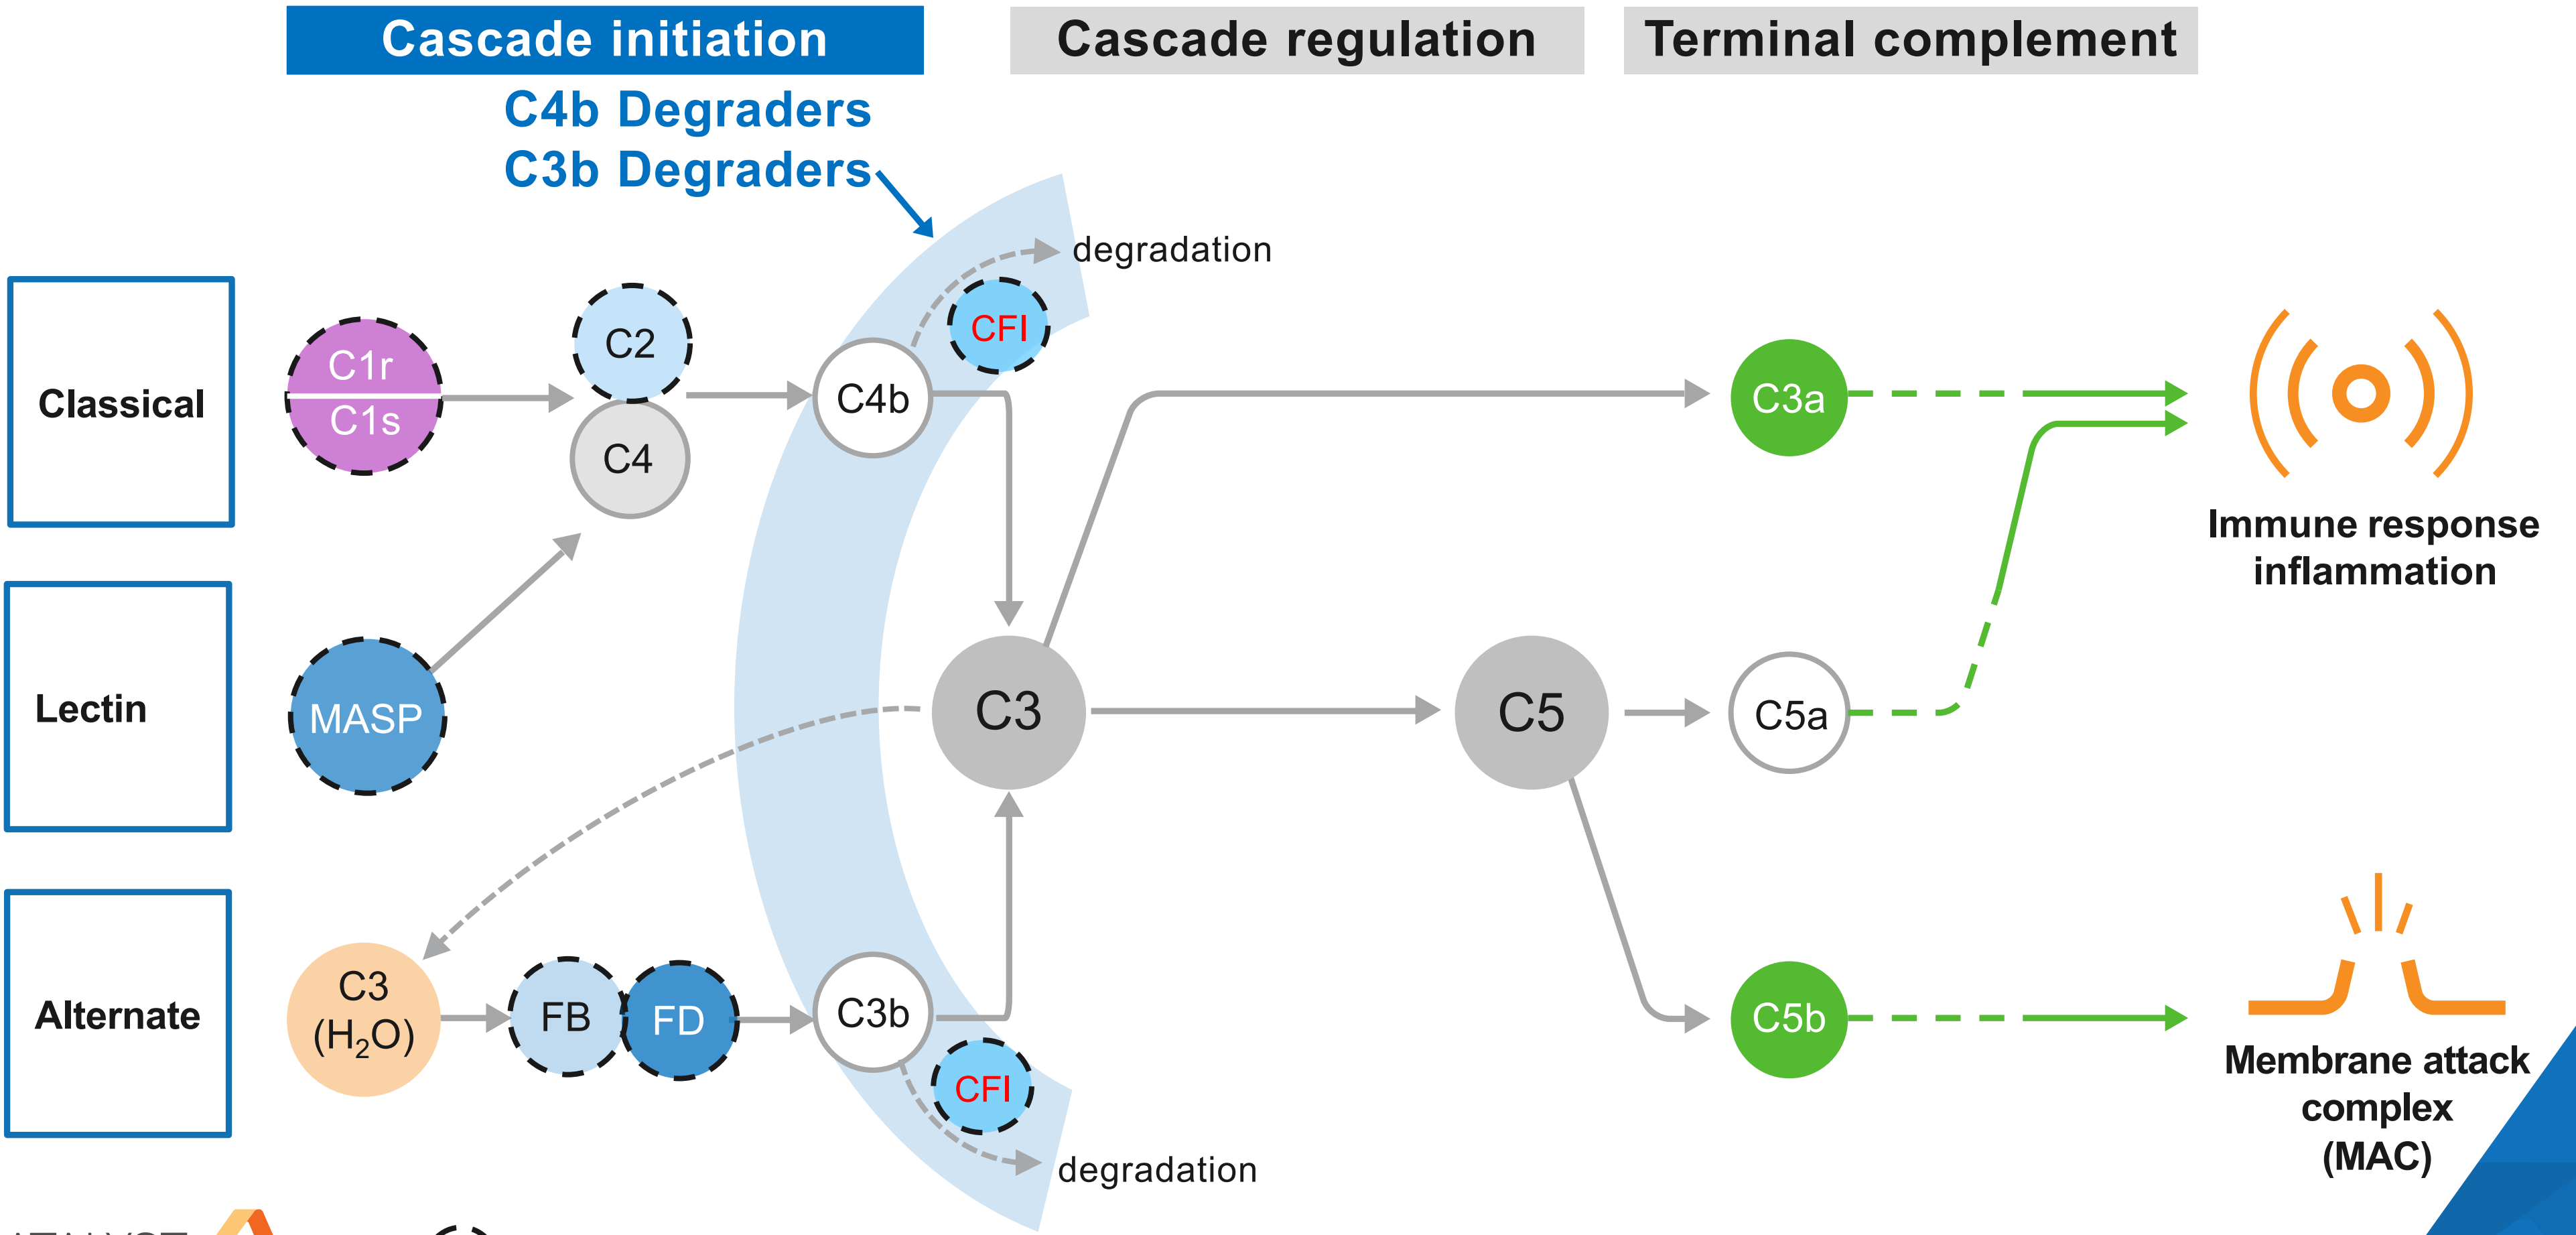 Cascade initiation
Cascade regulation
Terminal complement
C4b Degraders
C3b Degraders
degradation
CFI
Classical
C1r
C1s
C2
C4
C4b
C3a
Immune response
inflammation
Lectin
MASP
C3
C5
C5a
Alternate
C3
(H₂O)
FB
FD
C3b
CFI
degradation
C5b
Membrane attack
complex
(MAC)